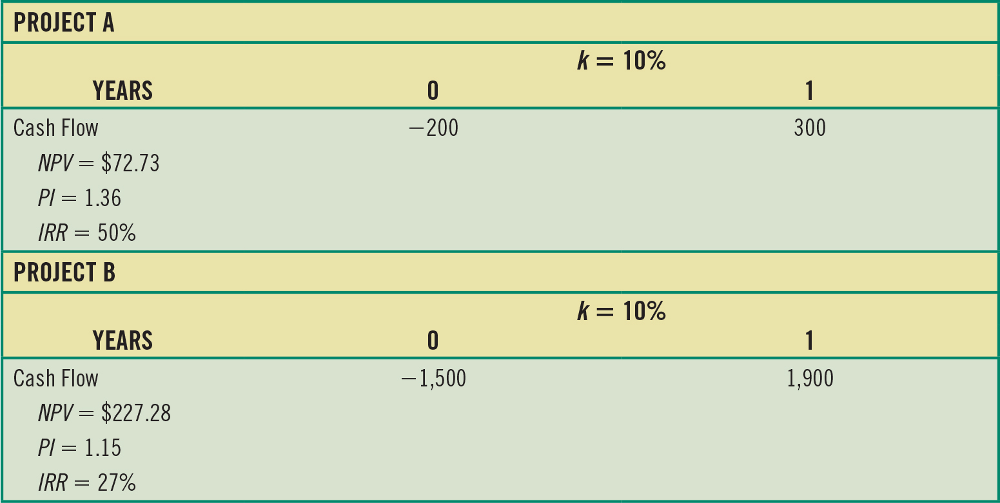 PROJECT A
k = 10%
YEARS 0 1
Cash Flow −200 300
NPV = $72.73
PI = 1.36
IRR = 50%
PROJECT B
k = 10%
YEARS 0 1
Cash Flow −1,500 1,900
NPV = $227.28
PI = 1.15
IRR = 27%